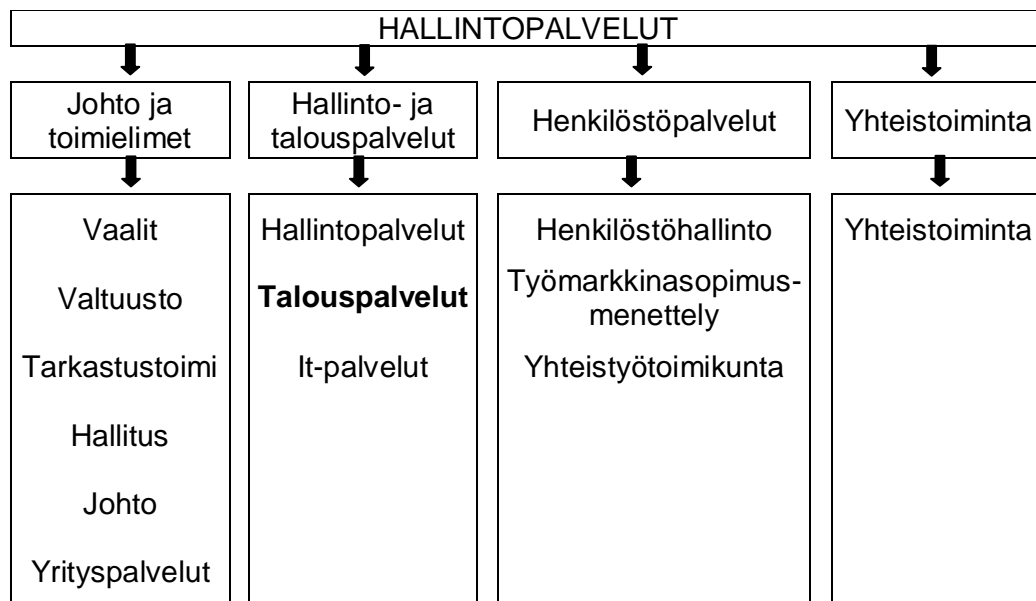 HALLINTOPALVELUT
Johto ja
toimielimet
Hallinto- ja
talouspalvelut
Henkilöstöpalvelut
Yhteistoiminta
Vaalit
Valtuusto
Tarkastustoimi
Hallitus
Johto
Yrityspalvelut
Hallintopalvelut
Talouspalvelut
It-palvelut
Henkilöstöhallinto
Työmarkkinasopimus-
menettely
Yhteistyötoimikunta
Yhteistoiminta